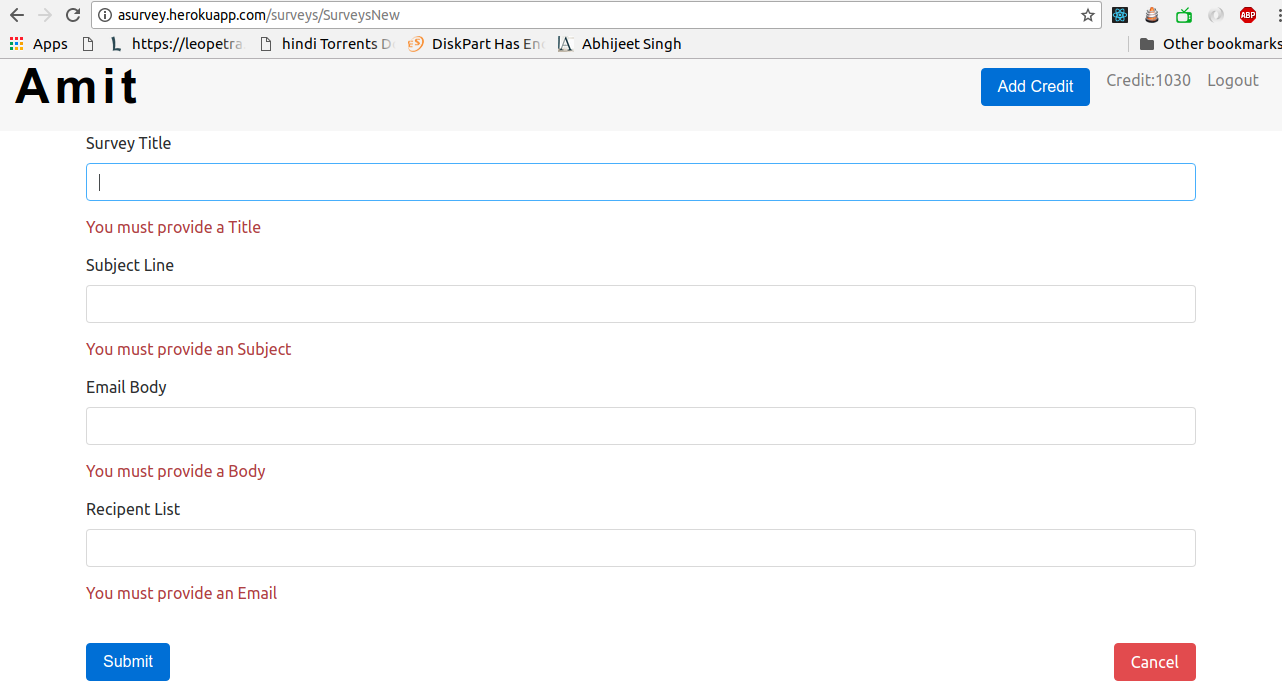 asurvey.herokuapp.com/surveys/SurveysNew
ABP
Apps https://leopetra hindi Torrents D DiskPart Has En Abhijeet Singh Other bookmarks
Amit Add Credit Credit:1030 Logout
Survey Title
You must provide a Title
Subject Line
You must provide an Subject
Email Body
You must provide a Body
Recipent List
You must provide an Email
Submit Cancel